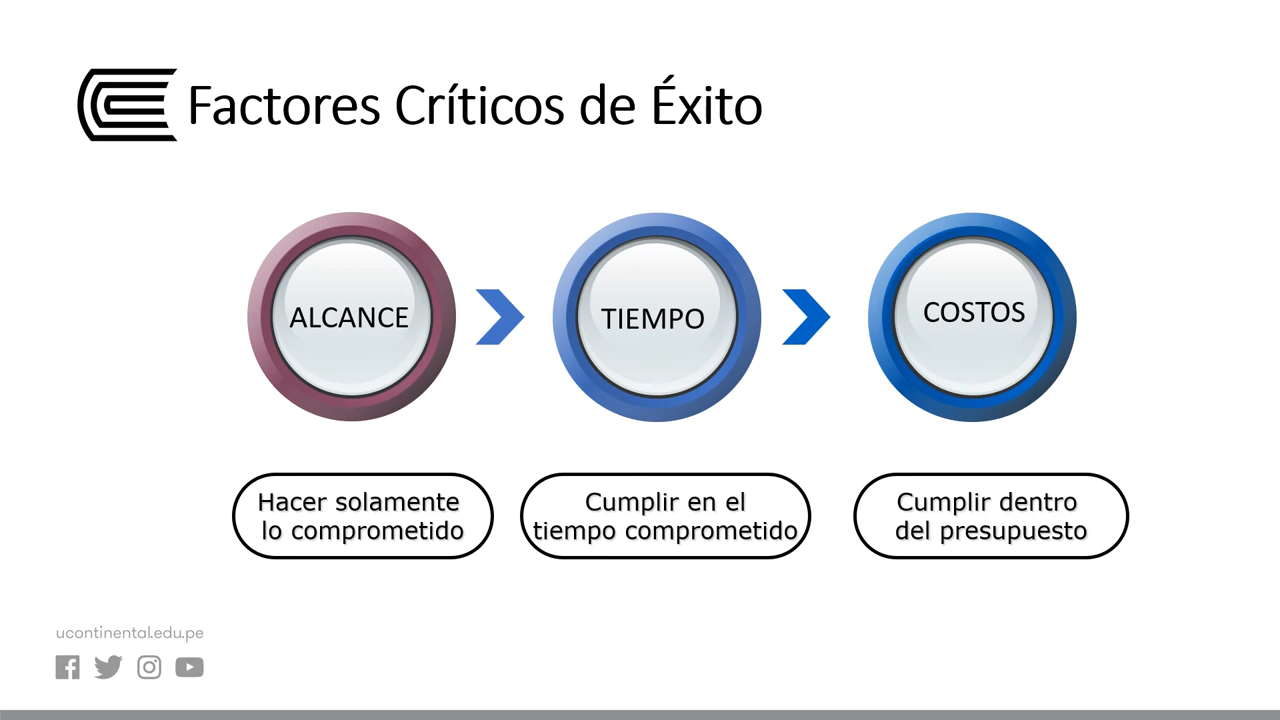 Factores Críticos de Éxito
ALCANCE
TIEMPO
COSTOS
Hacer solamente
lo comprometido
Cumplir en el
tiempo comprometido
Cumplir dentro
del presupuesto
ucontinental.edu.pe